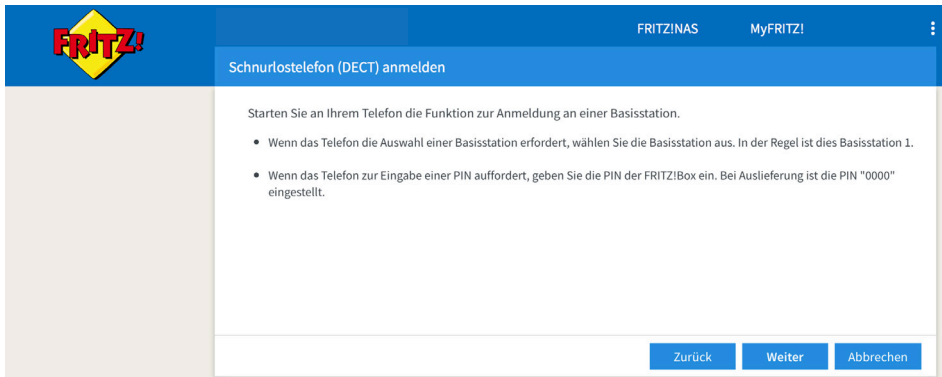 FRITZ!
FRITZ!NAS MyFRITZ!
Schnurlostelefon (DECT) anmelden
Starten Sie an Ihrem Telefon die Funktion zur Anmeldung an einer Basisstation.
• Wenn das Telefon die Auswahl einer Basisstation erfordert, wählen Sie die Basisstation aus. In der Regel ist dies Basisstation 1.
• Wenn das Telefon zur Eingabe einer PIN auffordert, geben Sie die PIN der FRITZ!Box ein. Bei Auslieferung ist die PIN "0000"
eingestellt.
Zurück Weiter Abbrechen